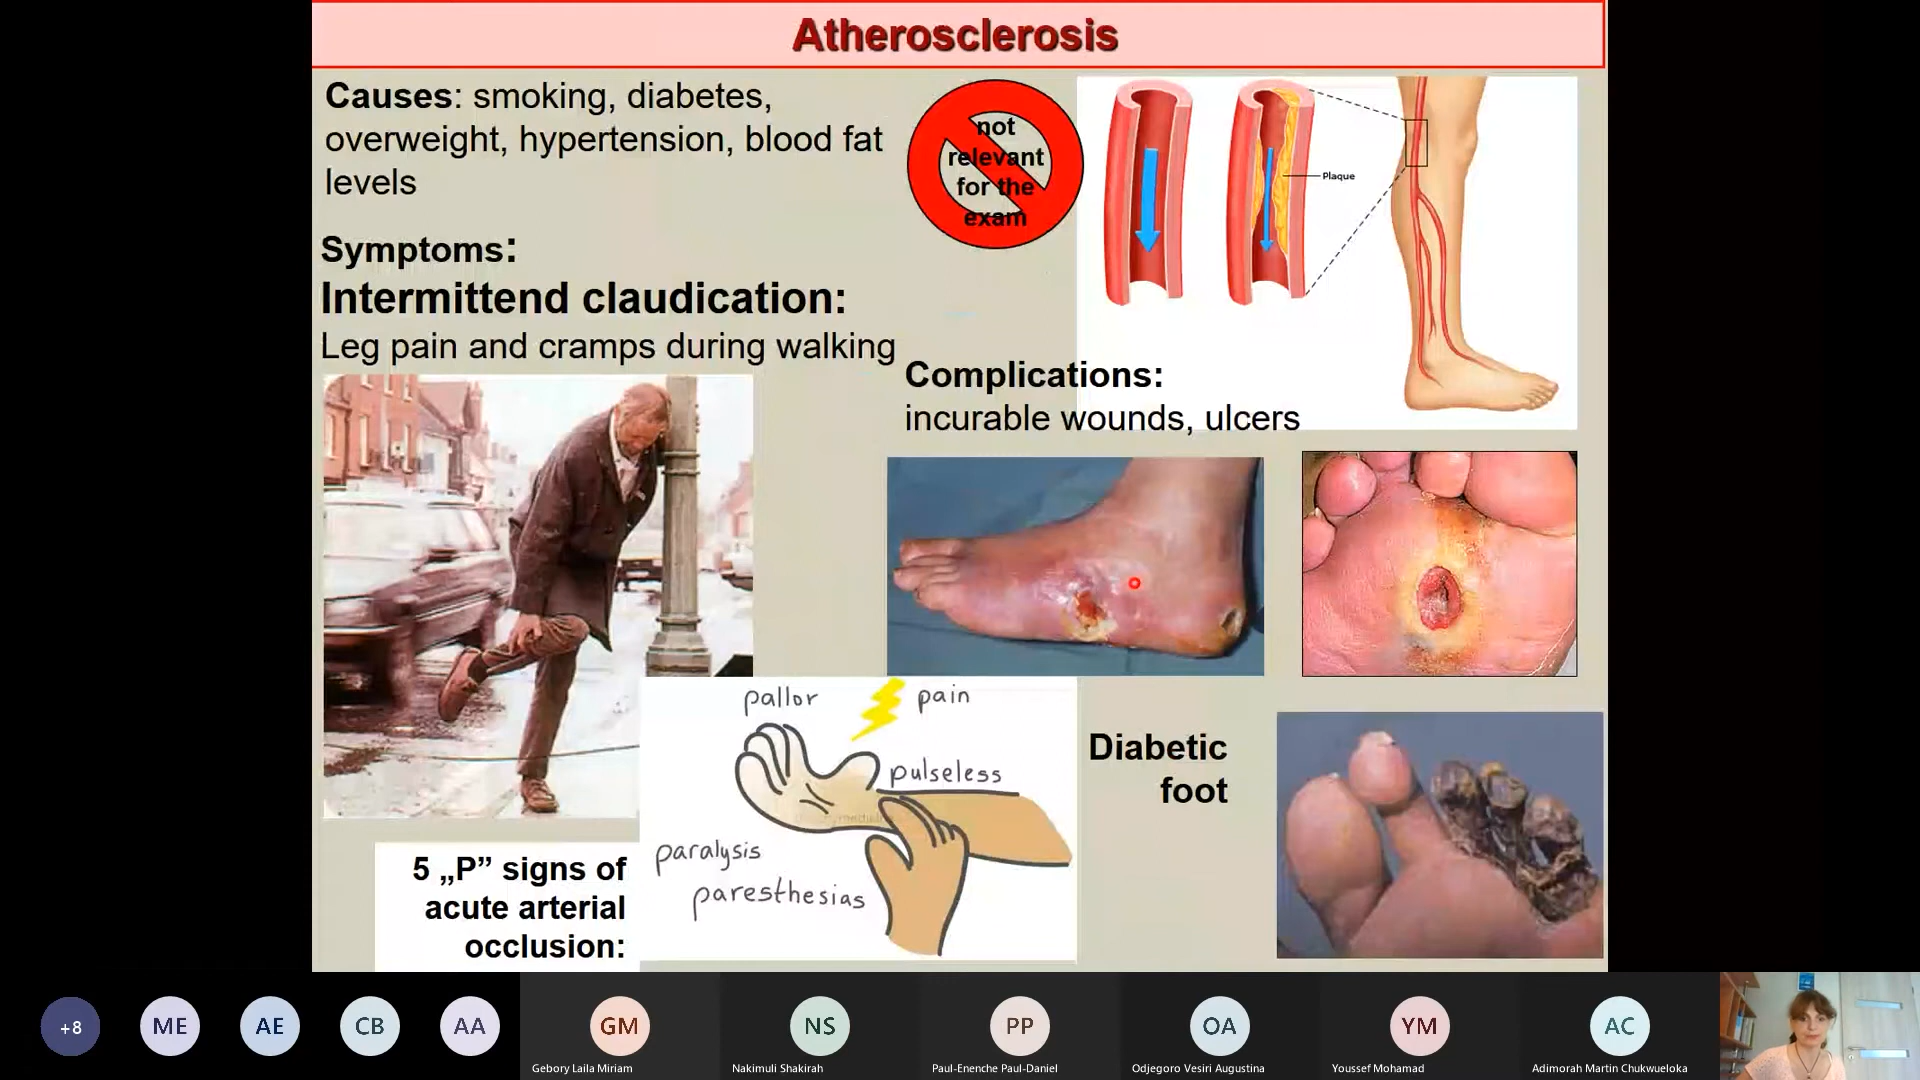 Atherosclerosis
Causes: smoking, diabetes,
overweight, hypertension, blood fat
levels
not
relevant
for the
exam
Plaque
Symptoms:
Intermittend claudication:
Leg pain and cramps during walking
Complications:
incurable wounds, ulcers
pallor
pain
pulseless
paralysis
paresthesias
Diabetic
foot
5 „P” signs of
acute arterial
occlusion:
+8
ME
AE
CB
AA
GM
NS
PP
OA
YM
AC
Gebory Laila Miriam
Nakimuli Shakirah
Paul-Enenche Paul-Daniel
Odjegoro Vesiri Augustina
Youssef Mohamad
Adimorah Martin Chukwueloka